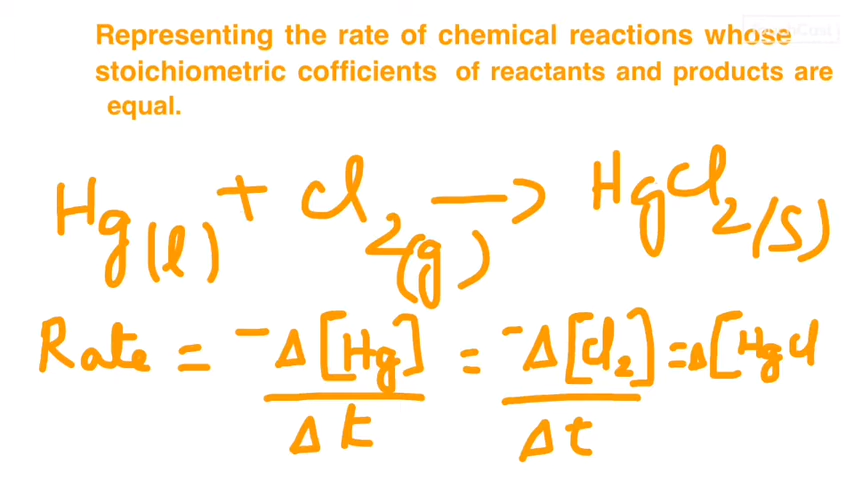 Representing the rate of chemical reactions whose
stoichiometric cofficients of reactants and products are
equal.
Hg(l) + Cl2(g) → HgCl2(s)
Rate = -Δ[Hg]/Δt = -Δ[Cl2]/Δt = Δ[HgCl